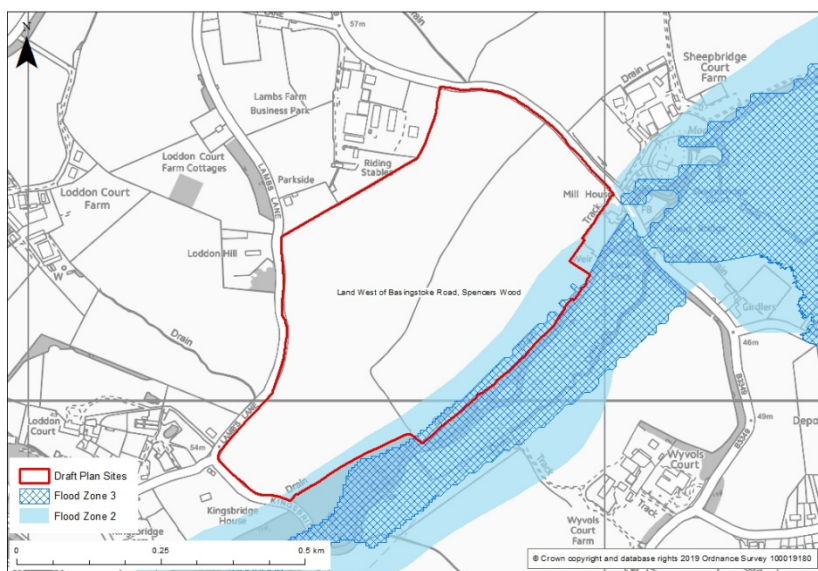 N
57m
Drain
Sheepbridge
Court
Farm
Lambs Farm
Business Park
Loddon Court
Farm Cottages
LAMBS LANE
Riding
Stables
Parkside
Loddon Court
Farm
Mill House
Track
FB
Weir
Loddon Hill
W
Land West of Basingstoke Road, Spencers Wood
Girdlers
Drain
46m
B3349
Loddon
Court
LAMBS LANE
54m
49m
B3349
Wyvols
Court
Drain
Track
Kingsbridge
House
Track
Wyvols
Court
Farm
Draft Plan Sites
Flood Zone 3
Flood Zone 2
0
0.25
0.5 km
© Crown copyright and database rights 2019 Ordnance Survey 100019180